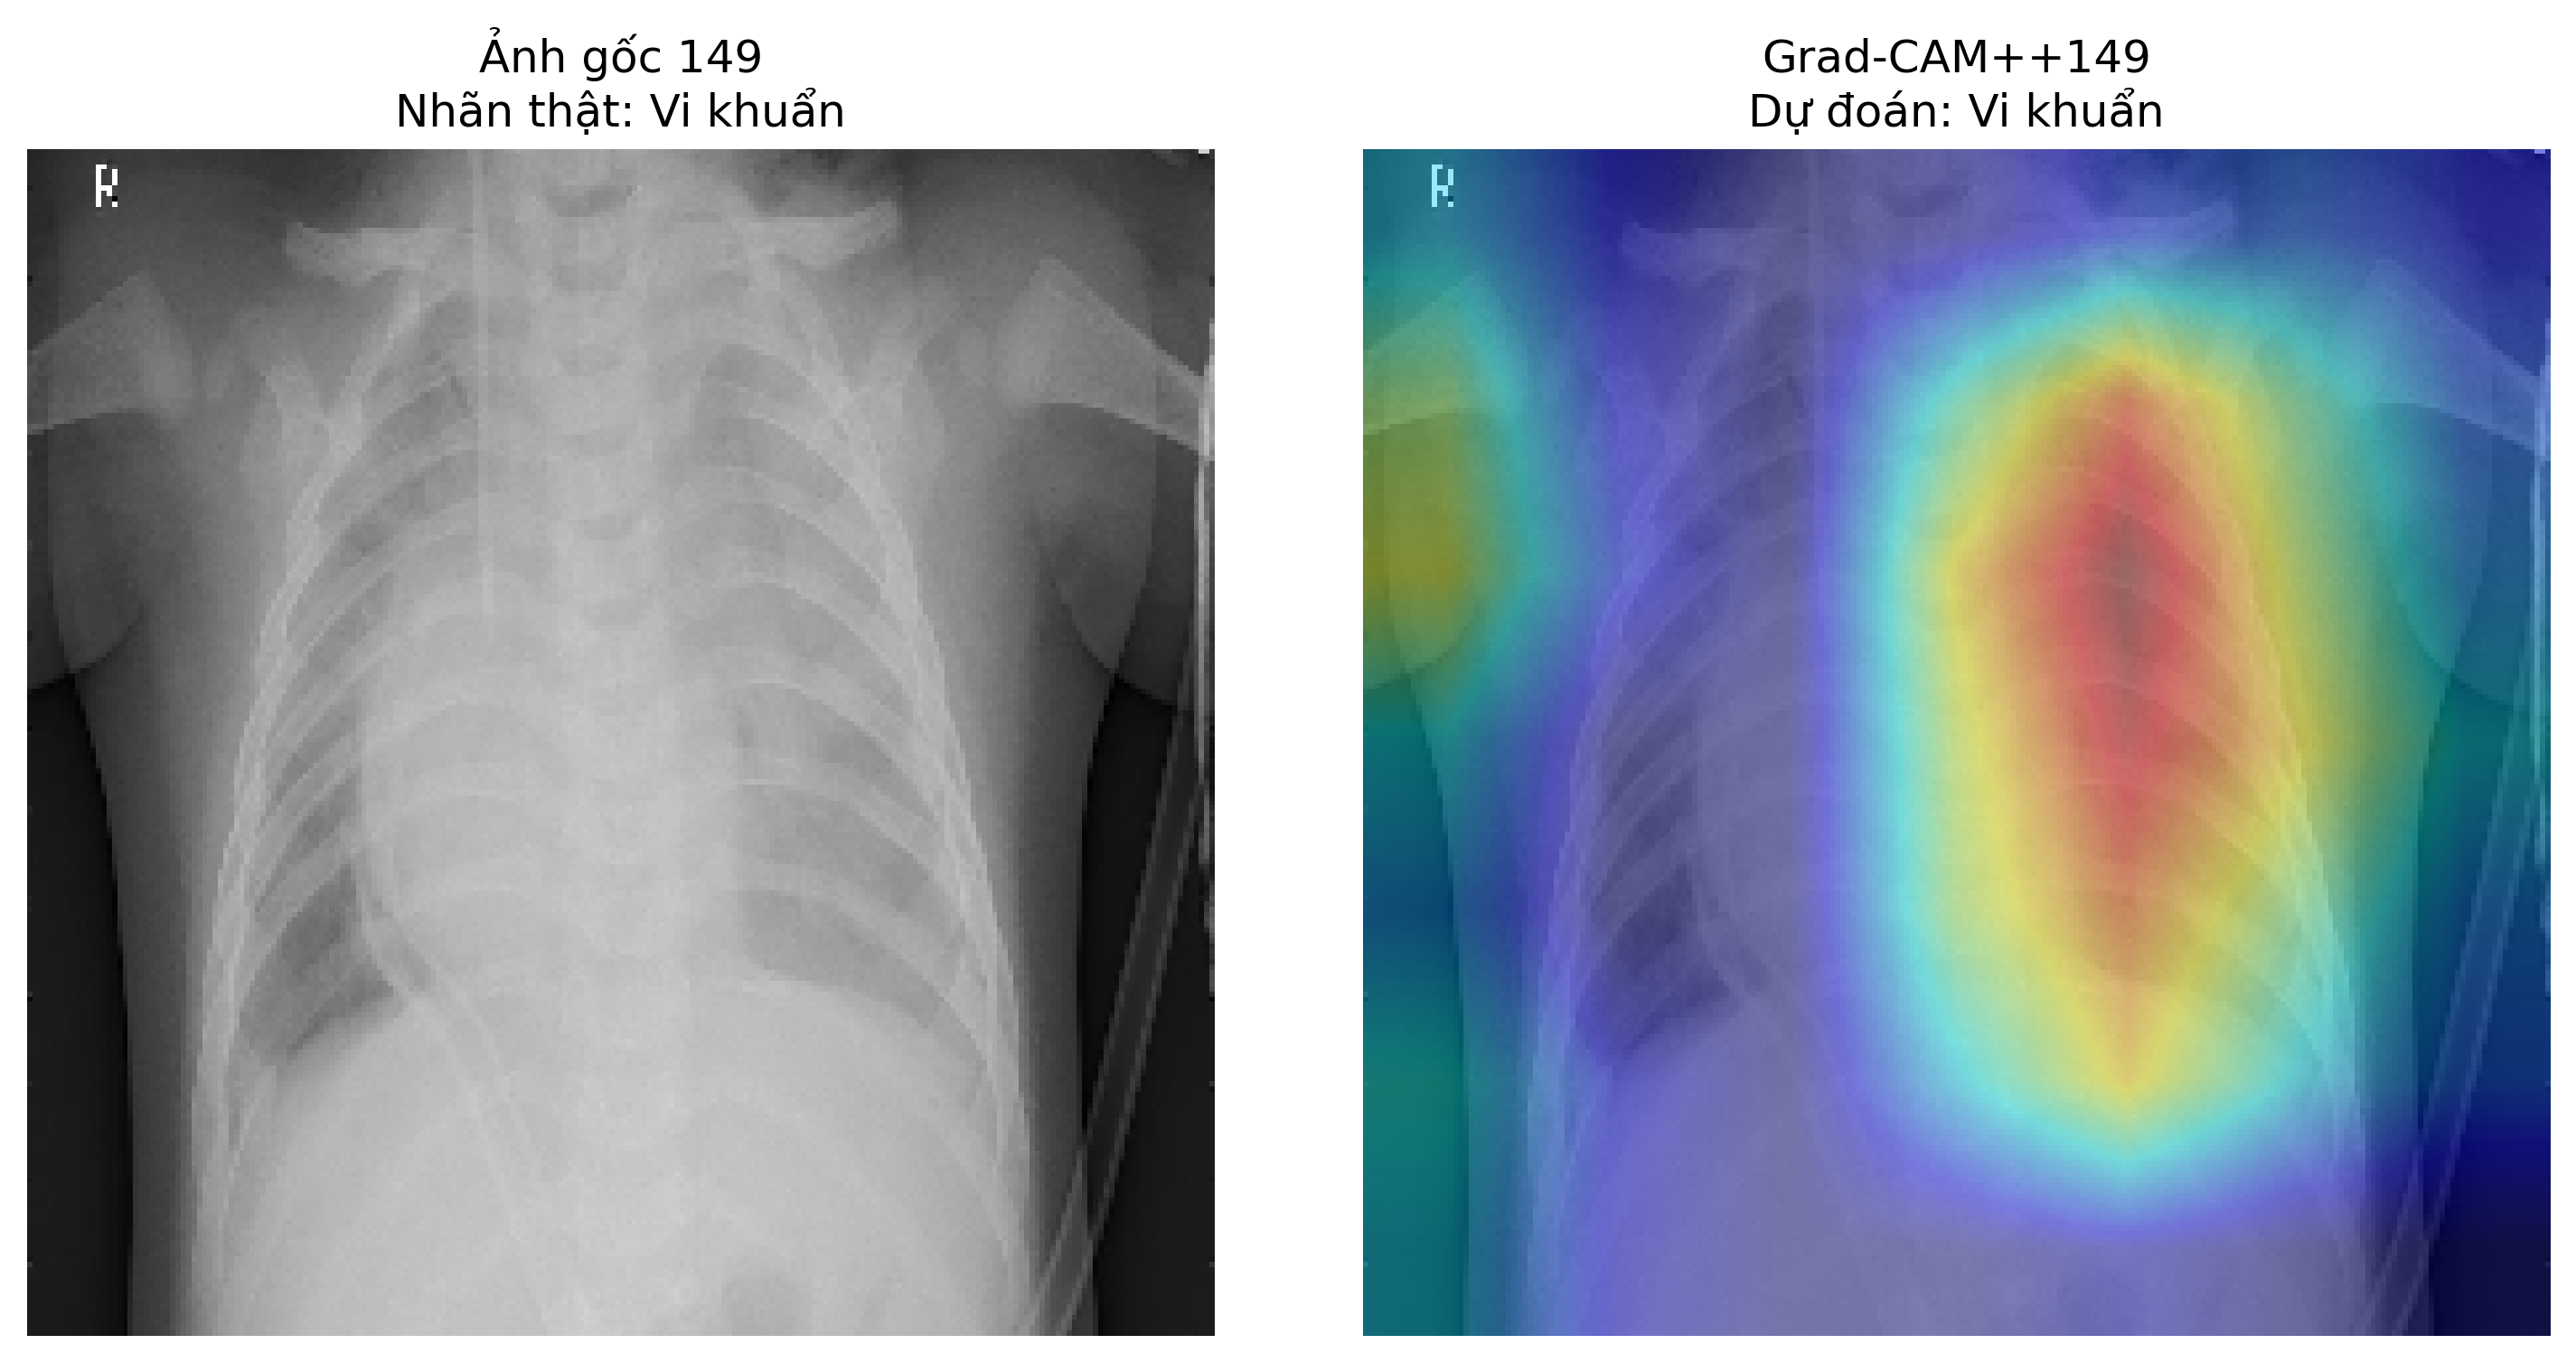 Ảnh gốc 149
Nhãn thật: Vi khuẩn
Grad-CAM++149
Dự đoán: Vi khuẩn
R
R